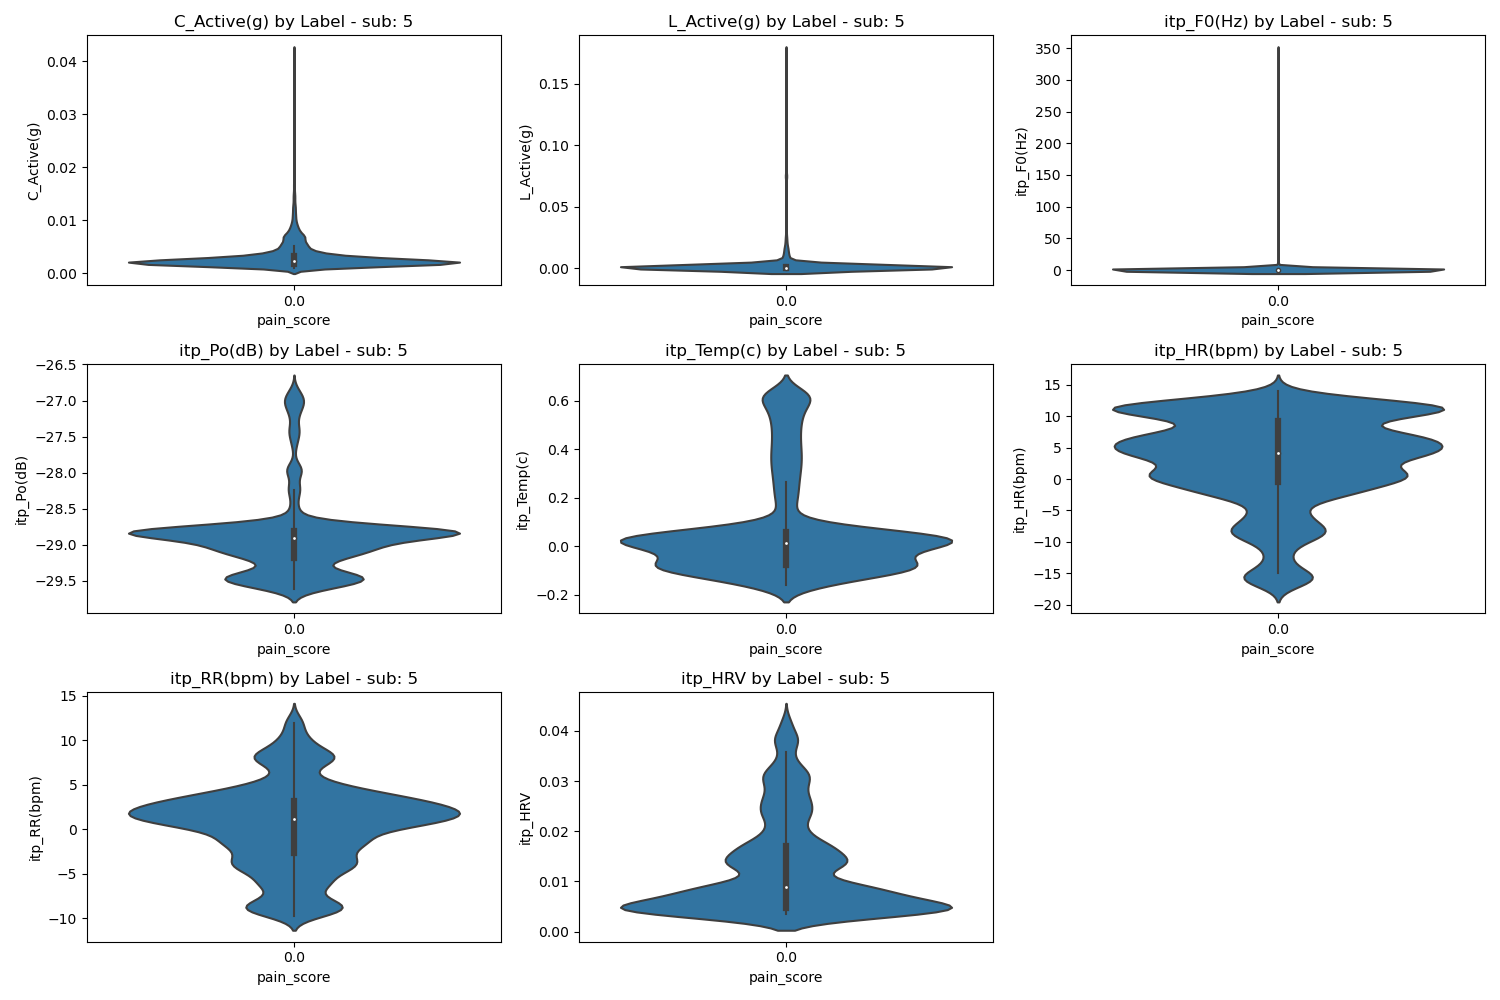 C_Active(g) by Label - sub: 5
C_Active(g)
0.04
0.03
0.02
0.01
0.00
0.0
pain_score
L_Active(g) by Label - sub: 5
L_Active(g)
0.15
0.10
0.05
0.00
0.0
pain_score
itp_F0(Hz) by Label - sub: 5
itp_F0(Hz)
350
300
250
200
150
100
50
0
0.0
pain_score
itp_Po(dB) by Label - sub: 5
itp_Po(dB)
−26.5
−27.0
−27.5
−28.0
−28.5
−29.0
−29.5
0.0
pain_score
itp_Temp(c) by Label - sub: 5
itp_Temp(c)
0.6
0.4
0.2
0.0
−0.2
0.0
pain_score
itp_HR(bpm) by Label - sub: 5
itp_HR(bpm)
15
10
5
0
−5
−10
−15
−20
0.0
pain_score
itp_RR(bpm) by Label - sub: 5
itp_RR(bpm)
15
10
5
0
−5
−10
0.0
pain_score
itp_HRV by Label - sub: 5
itp_HRV
0.04
0.03
0.02
0.01
0.00
0.0
pain_score